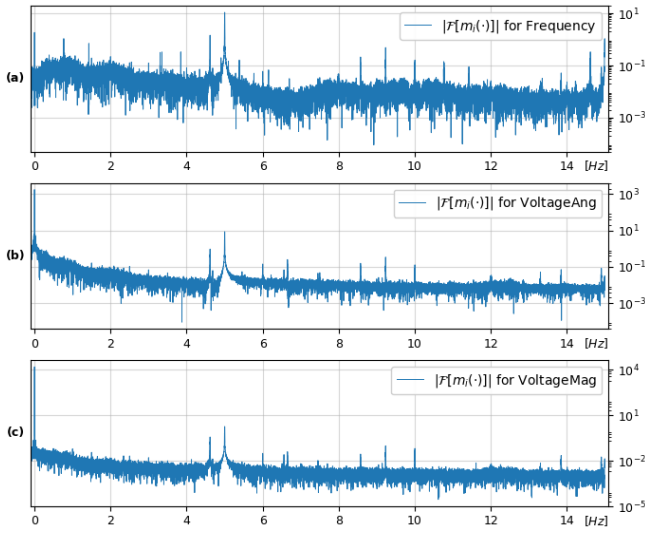 |ℱ[mᵢ(·)]| for Frequency
10¹
10⁻¹
10⁻³
(a)
0 2 4 6 8 10 12 14 [Hz]
|ℱ[mᵢ(·)]| for VoltageAng
10³
10¹
10⁻¹
10⁻³
(b)
0 2 4 6 8 10 12 14 [Hz]
|ℱ[mᵢ(·)]| for VoltageMag
10⁴
10¹
10⁻²
10⁻⁵
(c)
0 2 4 6 8 10 12 14 [Hz]